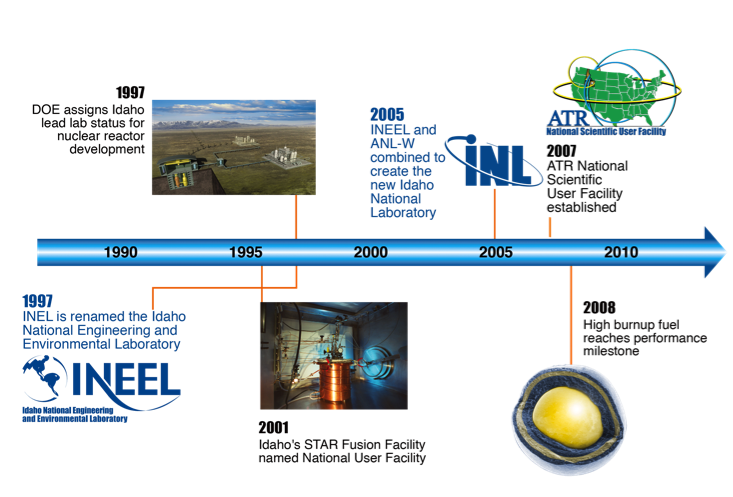 1997
DOE assigns Idaho
lead lab status for
nuclear reactor
development
2005
INEEL and
ANL-W
combined to
create the
new Idaho
National
Laboratory
INL
ATR
National Scientific User Facility
2007
ATR National
Scientific
User Facility
established
1990 1995 2000 2005 2010
1997
INEL is renamed the Idaho
National Engineering and
Environmental Laboratory
INEEL
Idaho National Engineering
and Environmental Laboratory
2001
Idaho's STAR Fusion Facility
named National User Facility
2008
High burnup fuel
reaches performance
milestone